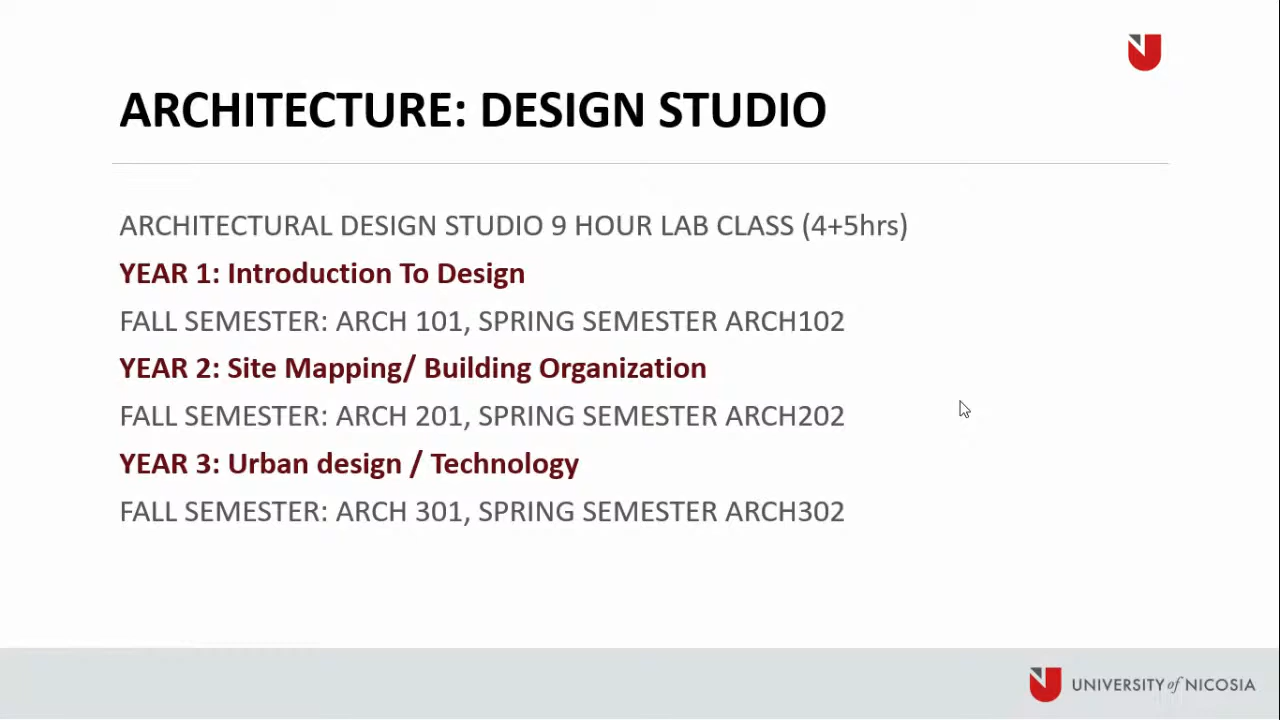 ARCHITECTURE: DESIGN STUDIO
ARCHITECTURAL DESIGN STUDIO 9 HOUR LAB CLASS (4+5hrs)
YEAR 1: Introduction To Design
FALL SEMESTER: ARCH 101, SPRING SEMESTER ARCH102
YEAR 2: Site Mapping/ Building Organization
FALL SEMESTER: ARCH 201, SPRING SEMESTER ARCH202
YEAR 3: Urban design / Technology
FALL SEMESTER: ARCH 301, SPRING SEMESTER ARCH302
UNIVERSITY of NICOSIA